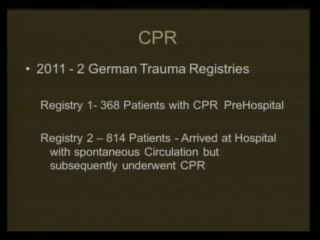 CPR
• 2011 - 2 German Trauma Registries
Registry 1- 368 Patients with CPR PreHospital
Registry 2 – 814 Patients - Arrived at Hospital
with spontaneous Circulation but
subsequently underwent CPR